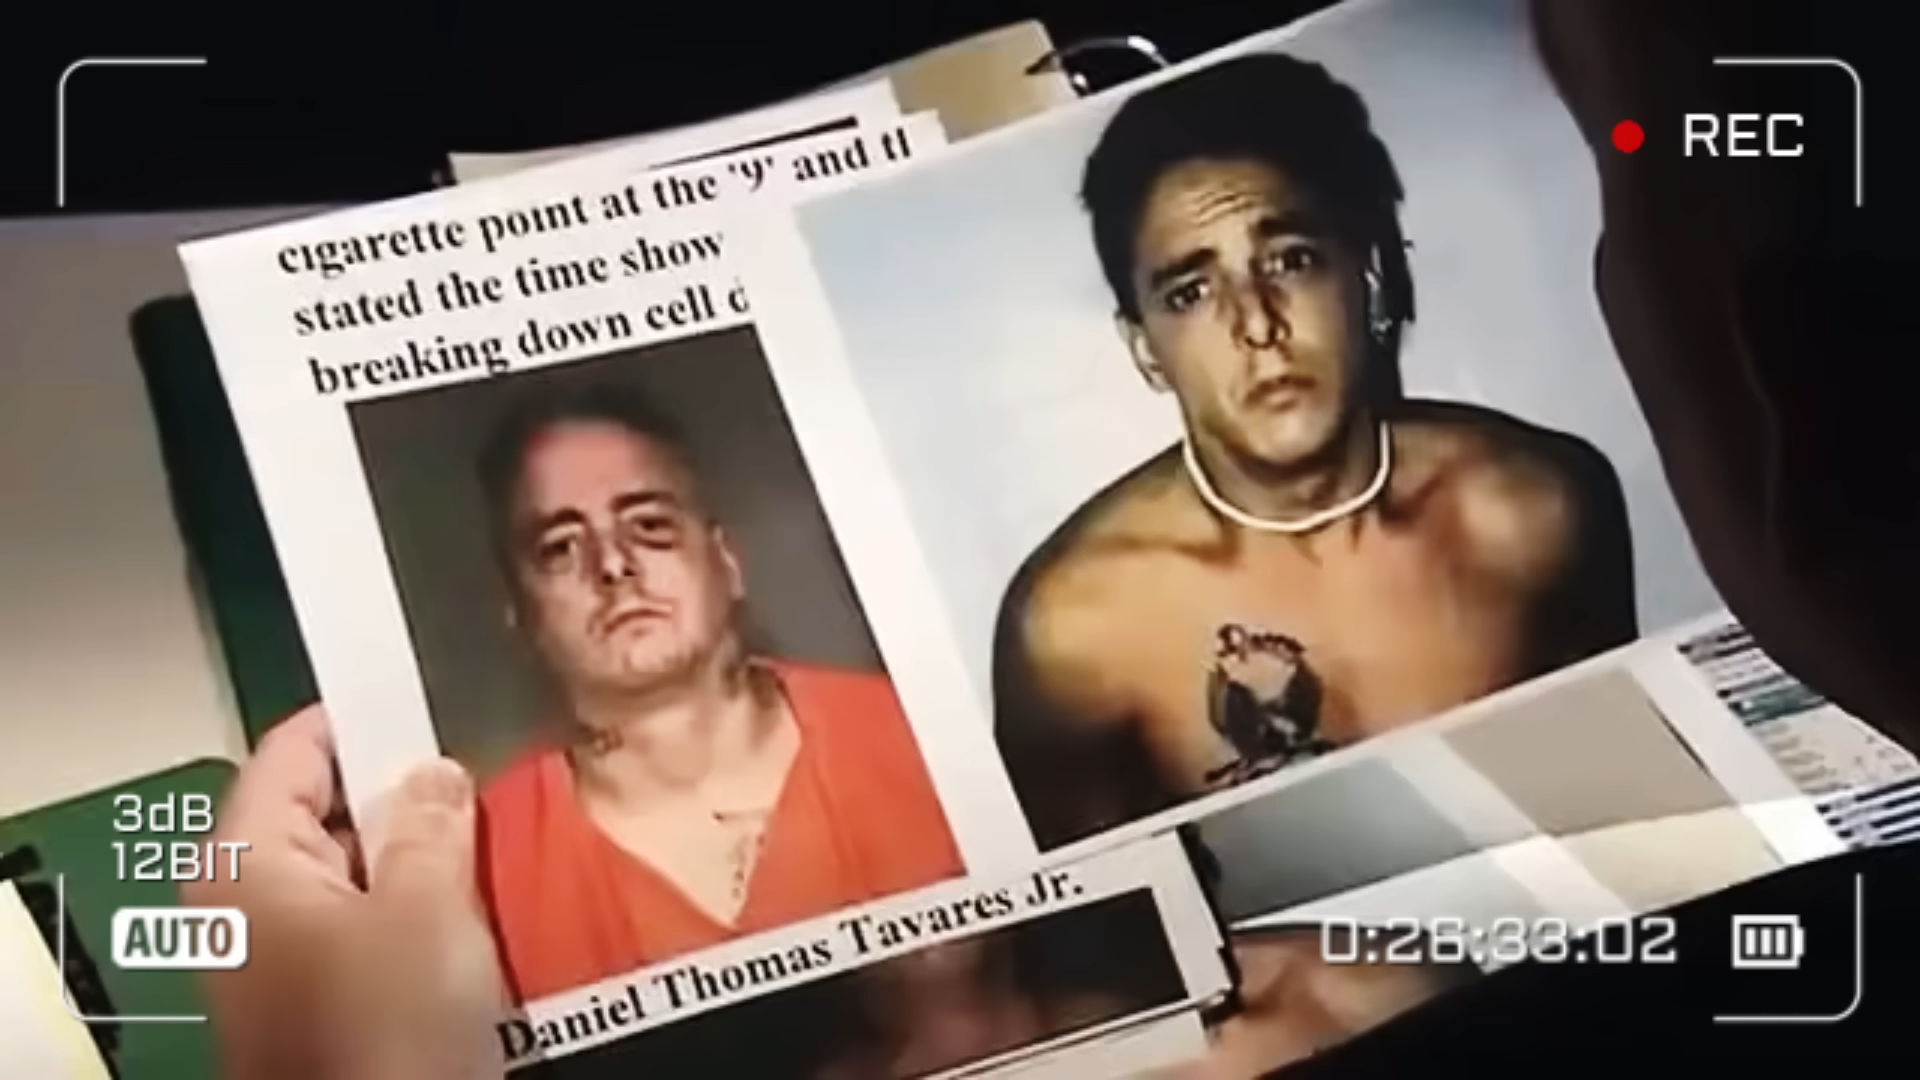 REC
cigarette point at the '9' and
stated the time show
breaking down cell
Daniel Thomas Tavares Jr.
3dB
12BIT
AUTO
0:26:33:02